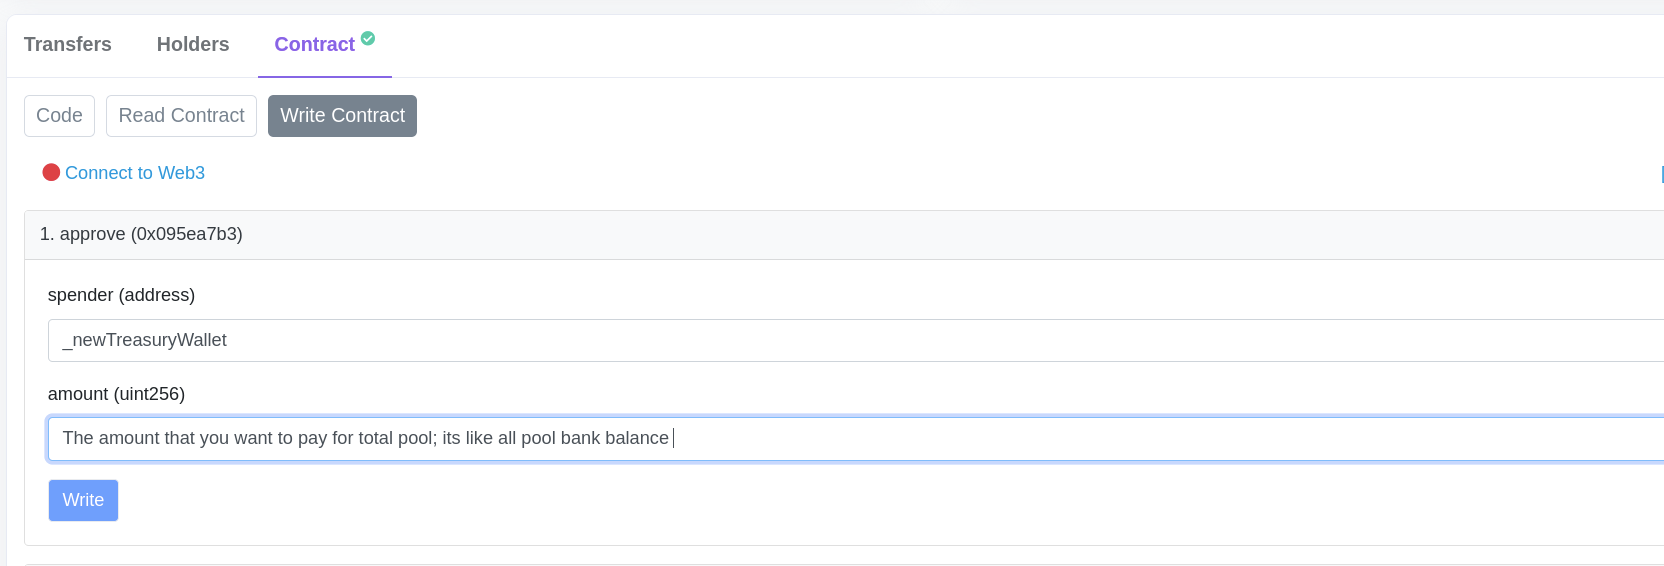 Transfers Holders Contract
Code Read Contract Write Contract
Connect to Web3
1. approve (0x095ea7b3)
spender (address)
_newTreasuryWallet
amount (uint256)
The amount that you want to pay for total pool; its like all pool bank balance
Write